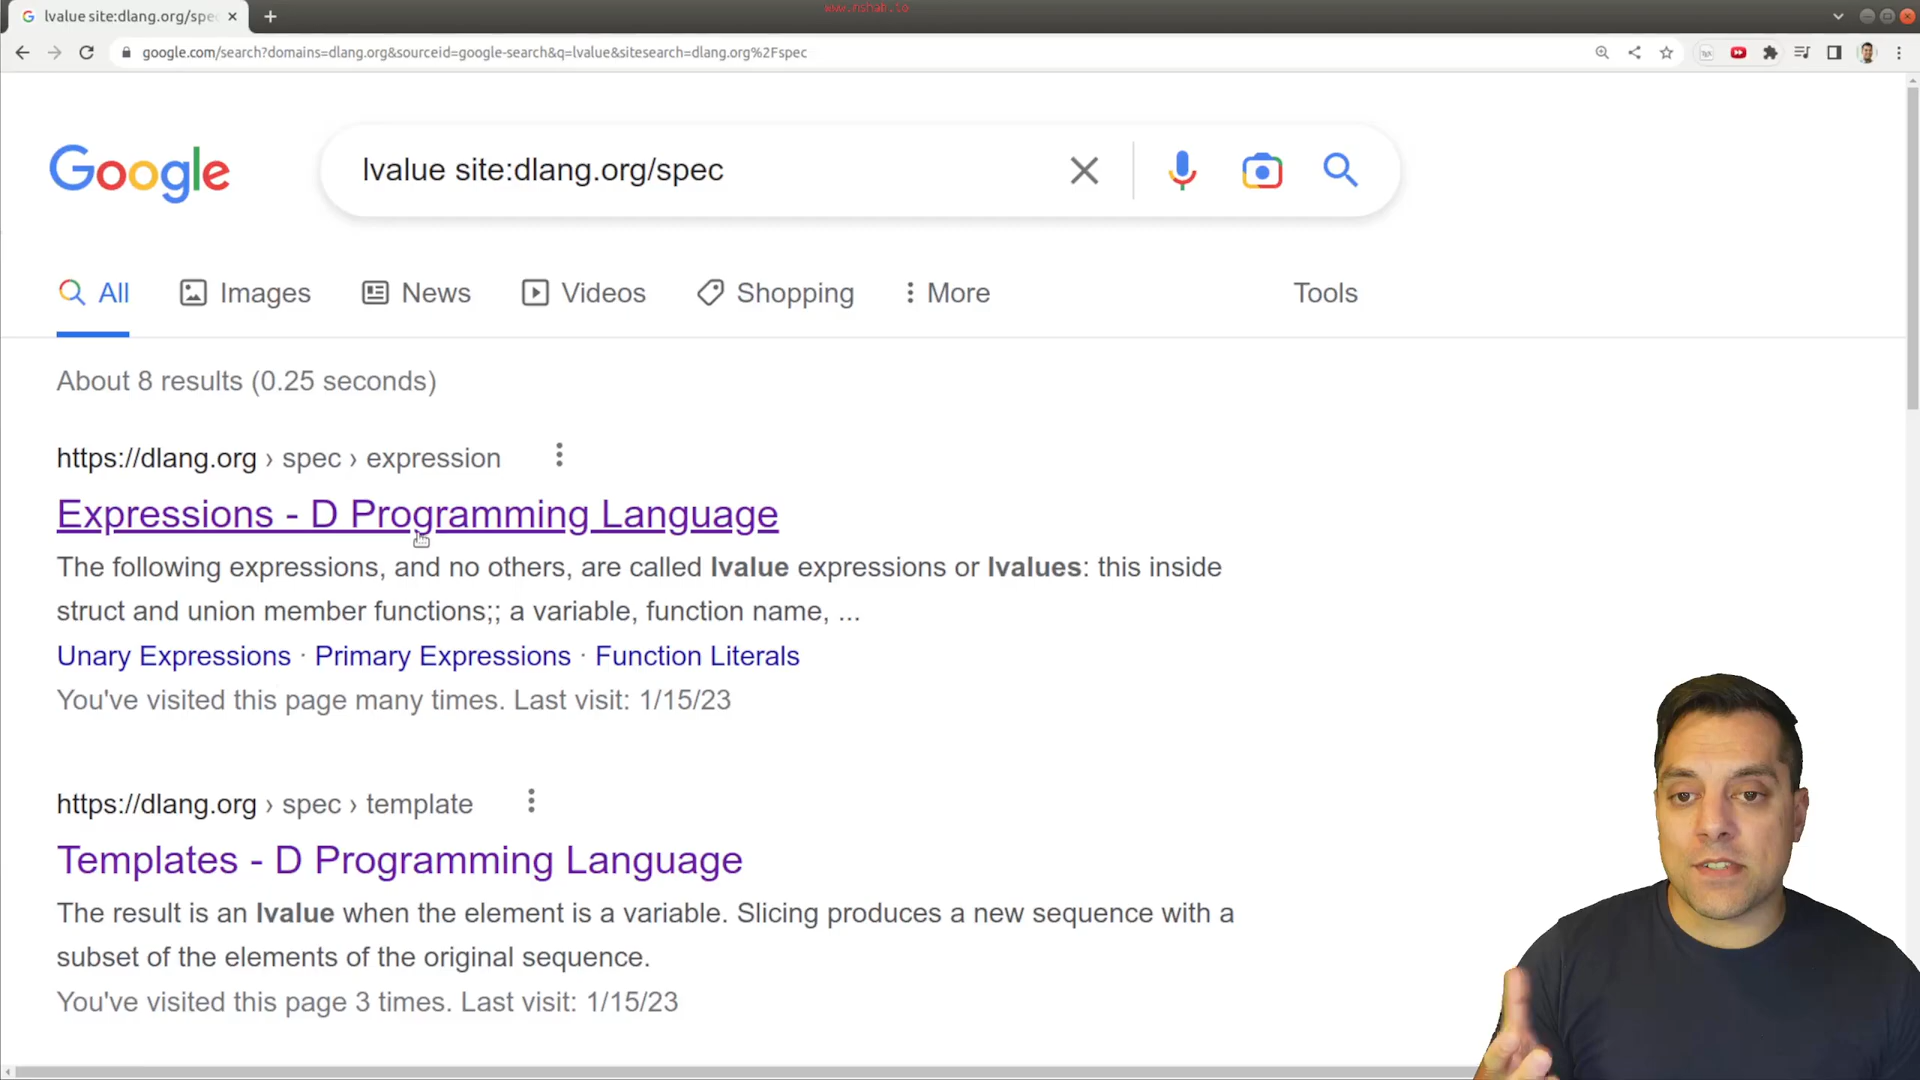 lvalue site:dlang.org/spe
www.mshab.to
google.com/search?domains=dlang.org&sourceid=google-search&q=lvalue&sitesearch=dlang.org%2Fspec
Google
lvalue site:dlang.org/spec
All Images News Videos Shopping More Tools
About 8 results (0.25 seconds)
https://dlang.org › spec › expression
Expressions - D Programming Language
The following expressions, and no others, are called lvalue expressions or lvalues: this inside
struct and union member functions;; a variable, function name, ...
Unary Expressions · Primary Expressions · Function Literals
You've visited this page many times. Last visit: 1/15/23
https://dlang.org › spec › template
Templates - D Programming Language
The result is an lvalue when the element is a variable. Slicing produces a new sequence with a
subset of the elements of the original sequence.
You've visited this page 3 times. Last visit: 1/15/23